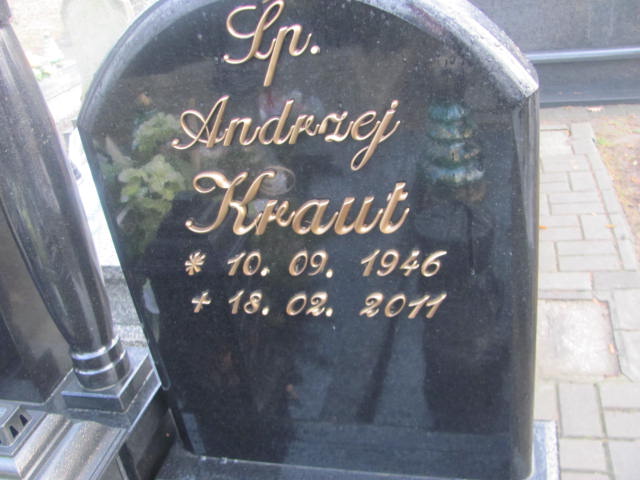 Śp.
Andrzej
Kraut
* 10. 09. 1946
+ 18. 02. 2011